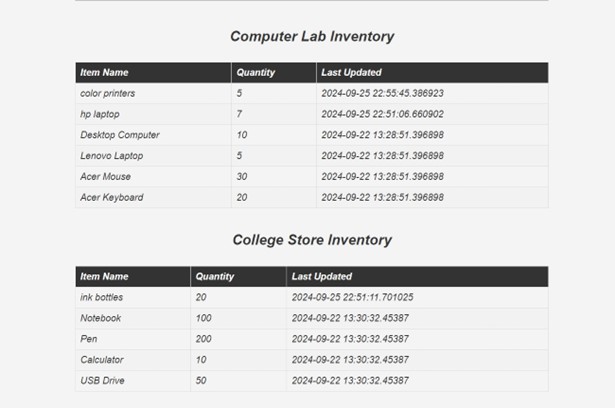 Computer Lab Inventory
Item Name Quantity Last Updated
color printers 5 2024-09-25 22:55:45.386923
hp laptop 7 2024-09-25 22:51:06.660902
Desktop Computer 10 2024-09-22 13:28:51.396898
Lenovo Laptop 5 2024-09-22 13:28:51.396898
Acer Mouse 30 2024-09-22 13:28:51.396898
Acer Keyboard 20 2024-09-22 13:28:51.396898
College Store Inventory
Item Name Quantity Last Updated
ink bottles 20 2024-09-25 22:51:11.701025
Notebook 100 2024-09-22 13:30:32.45387
Pen 200 2024-09-22 13:30:32.45387
Calculator 10 2024-09-22 13:30:32.45387
USB Drive 50 2024-09-22 13:30:32.45387